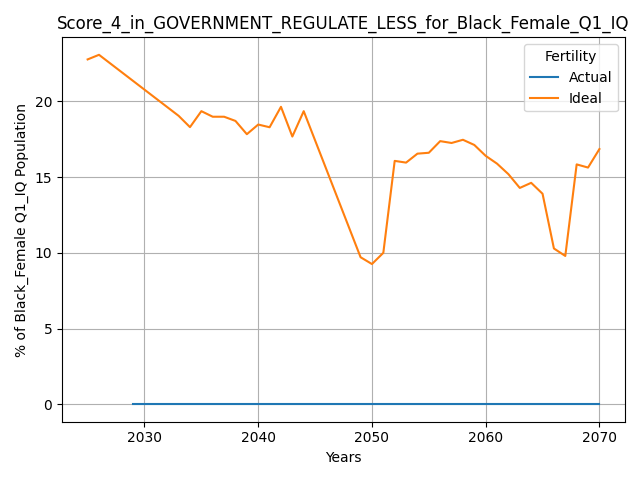 Score_4_in_GOVERNMENT_REGULATE_LESS_for_Black_Female_Q1_IQ
Fertility
Actual
Ideal
% of Black_Female Q1_IQ Population
20
15
10
5
0
2030 2040 2050 2060 2070
Years